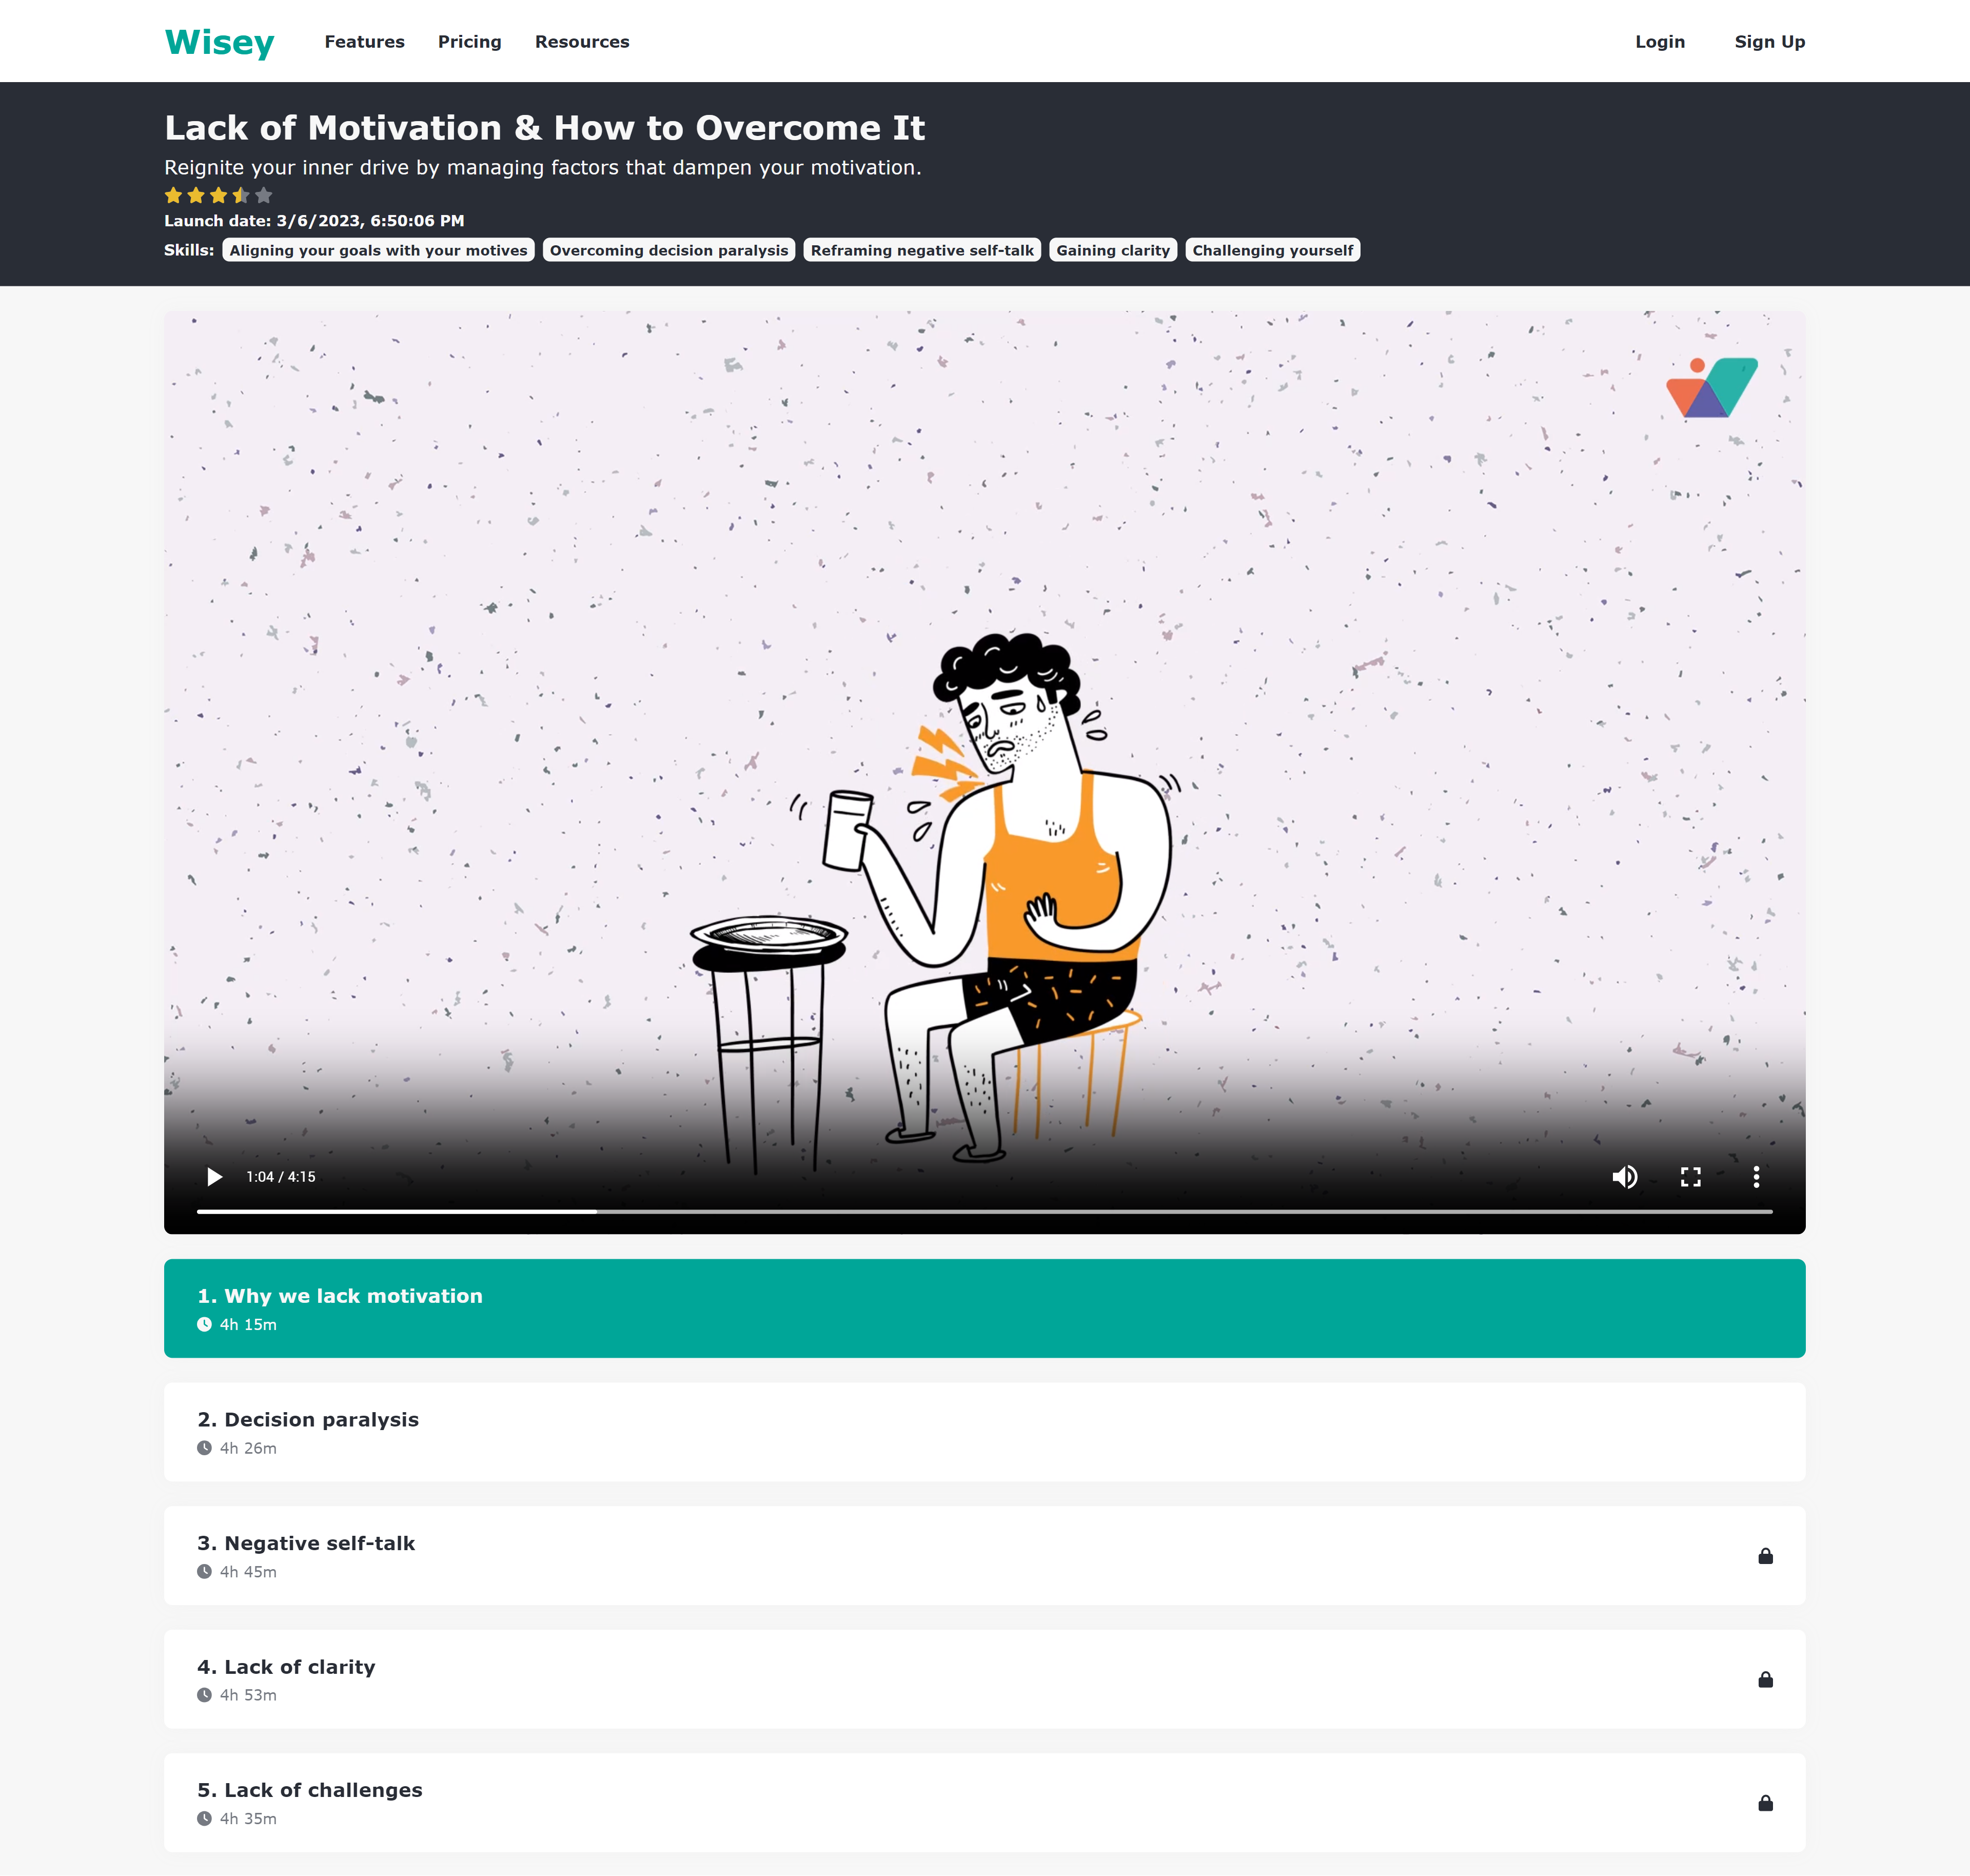 Wisey Features Pricing Resources Login Sign Up
Lack of Motivation & How to Overcome It
Reignite your inner drive by managing factors that dampen your motivation.
Launch date: 3/6/2023, 6:50:06 PM
Skills: Aligning your goals with your motives Overcoming decision paralysis Reframing negative self-talk Gaining clarity Challenging yourself
1:04 / 4:15
1. Why we lack motivation
4h 15m
2. Decision paralysis
4h 26m
3. Negative self-talk
4h 45m
4. Lack of clarity
4h 53m
5. Lack of challenges
4h 35m